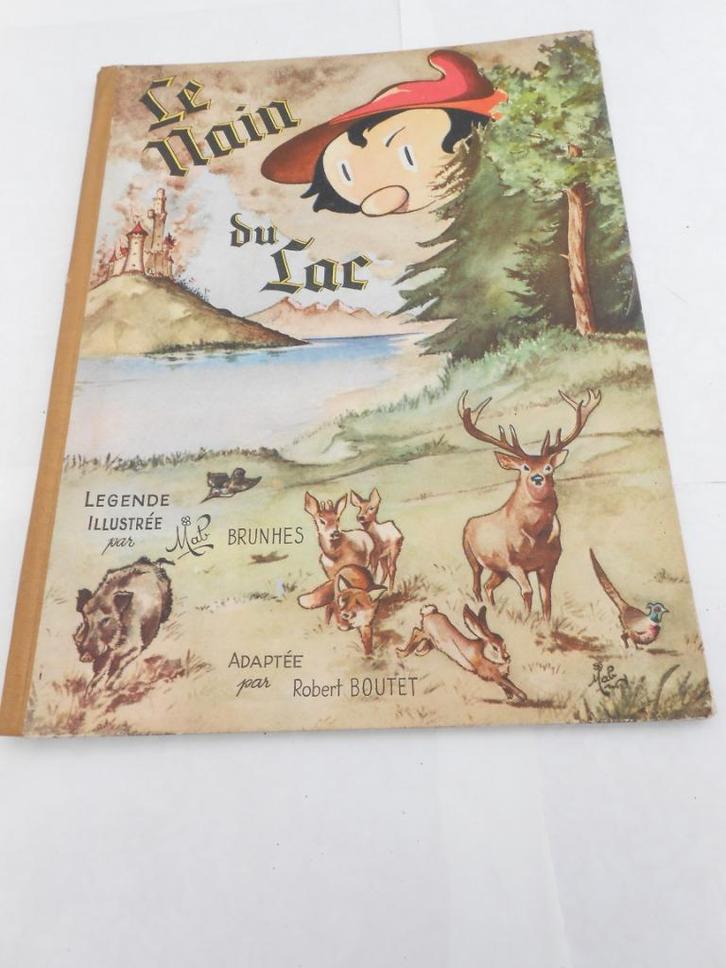 Le
Nain
du
Lac
LEGENDE
ILLUSTRÉE
par Mab BRUNHES
ADAPTÉE
par Robert BOUTET
Mab